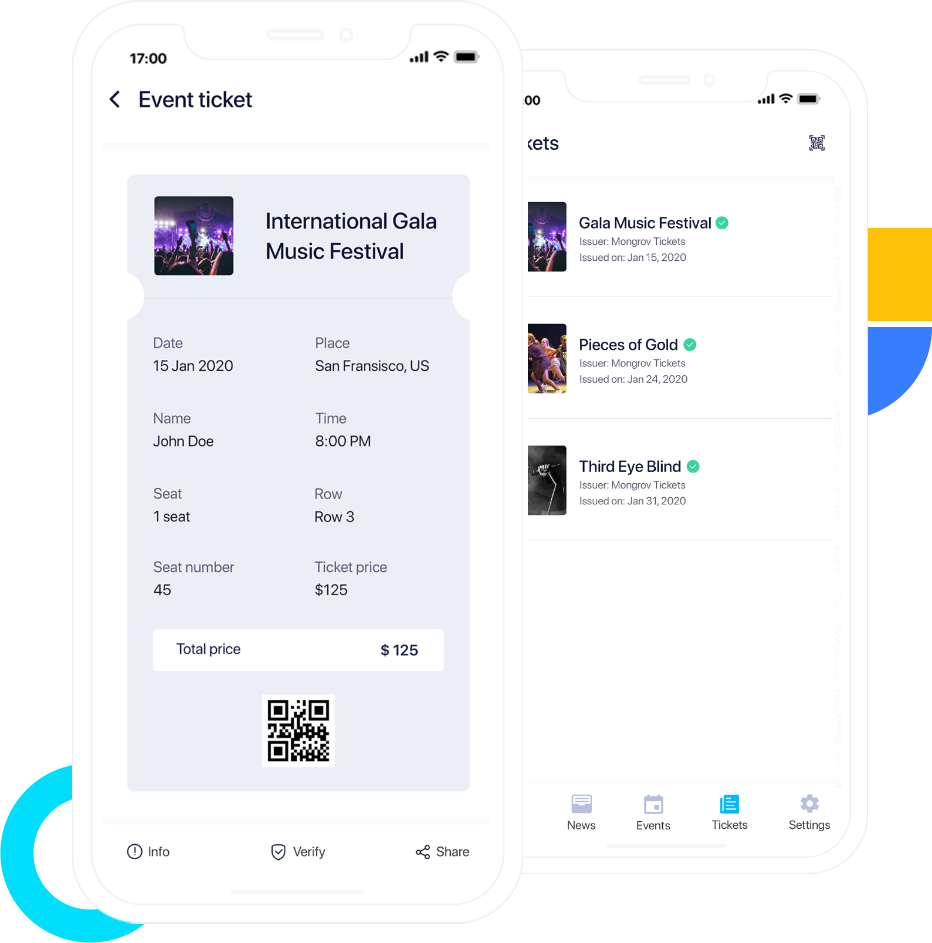 17:00
Event ticket
International Gala
Music Festival
Date
Place
15 Jan 2020
San Fransisco, US
Name
Time
John Doe
8:00 PM
Seat
Row
1 seat
Row 3
Seat number
Ticket price
45
$125
Total price
$ 125
Info
Verify
Share
:00
kets
Gala Music Festival
Issuer: Mongrov Tickets
Issued on: Jan 15, 2020
Pieces of Gold
Issuer: Mongrov Tickets
Issued on: Jan 24, 2020
Third Eye Blind
Issuer: Mongrov Tickets
Issued on: Jan 31, 2020
News
Events
Tickets
Settings